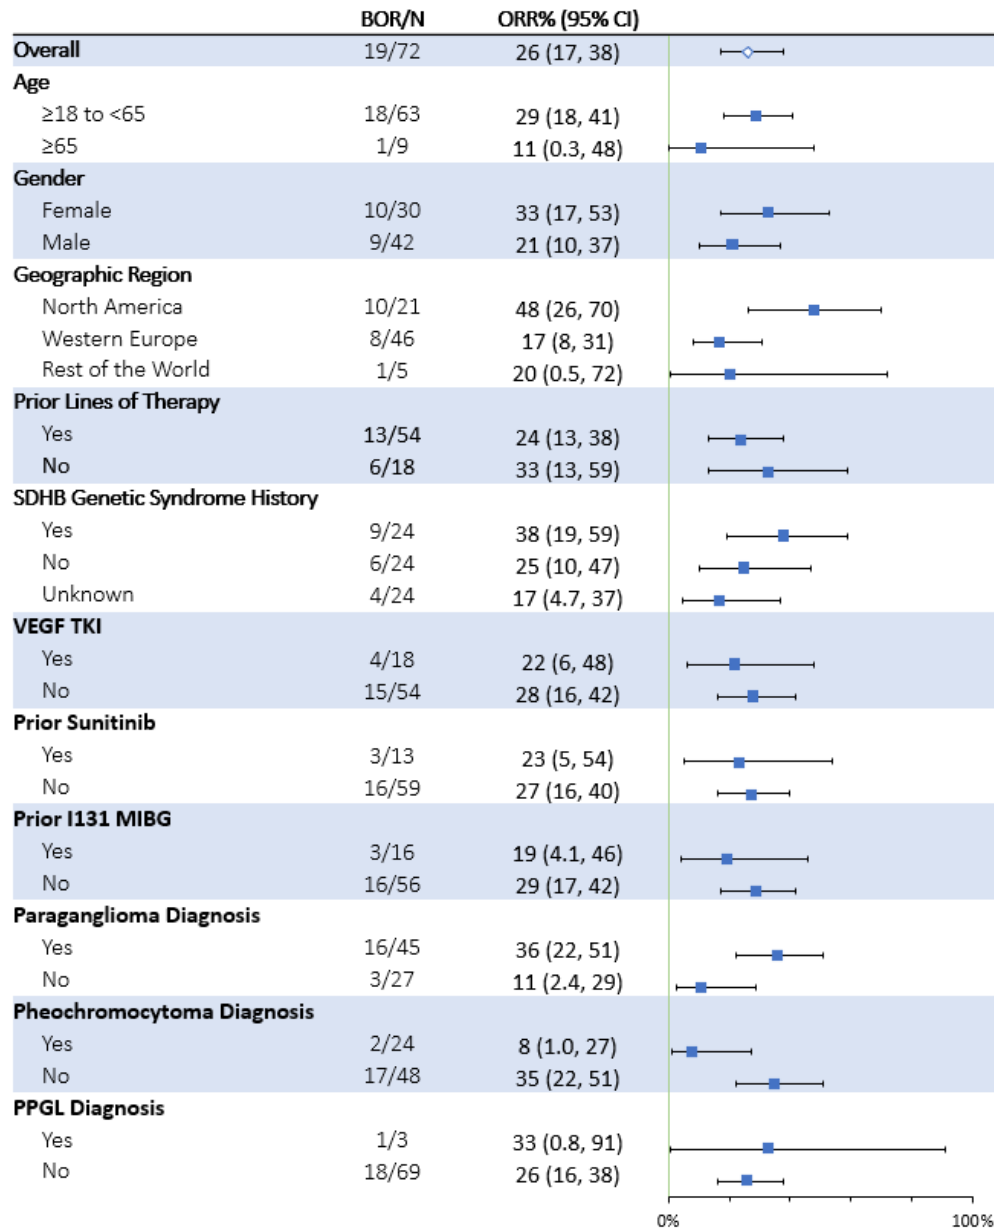 BOR/N ORR% (95% CI)
Overall 19/72 26 (17, 38)
Age
≥18 to <65 18/63 29 (18, 41)
≥65 1/9 11 (0.3, 48)
Gender
Female 10/30 33 (17, 53)
Male 9/42 21 (10, 37)
Geographic Region
North America 10/21 48 (26, 70)
Western Europe 8/46 17 (8, 31)
Rest of the World 1/5 20 (0.5, 72)
Prior Lines of Therapy
Yes 13/54 24 (13, 38)
No 6/18 33 (13, 59)
SDHB Genetic Syndrome History
Yes 9/24 38 (19, 59)
No 6/24 25 (10, 47)
Unknown 4/24 17 (4.7, 37)
VEGF TKI
Yes 4/18 22 (6, 48)
No 15/54 28 (16, 42)
Prior Sunitinib
Yes 3/13 23 (5, 54)
No 16/59 27 (16, 40)
Prior I131 MIBG
Yes 3/16 19 (4.1, 46)
No 16/56 29 (17, 42)
Paraganglioma Diagnosis
Yes 16/45 36 (22, 51)
No 3/27 11 (2.4, 29)
Pheochromocytoma Diagnosis
Yes 2/24 8 (1.0, 27)
No 17/48 35 (22, 51)
PPGL Diagnosis
Yes 1/3 33 (0.8, 91)
No 18/69 26 (16, 38)
0% 100%